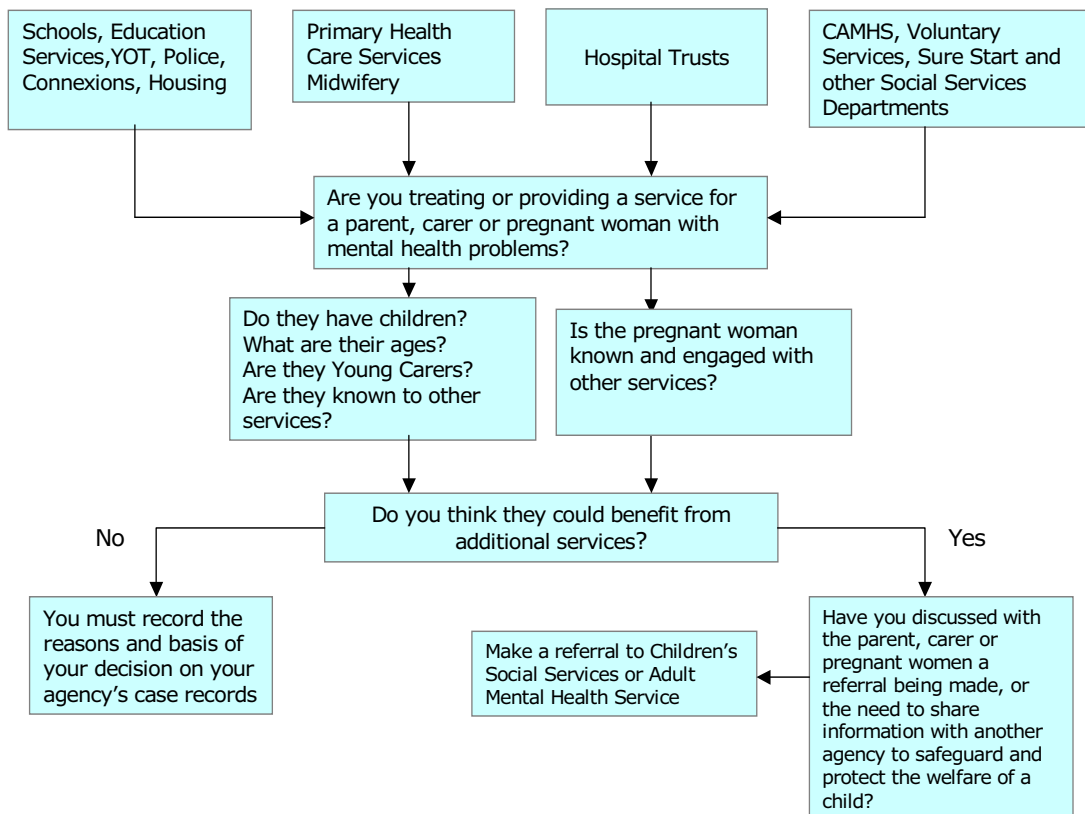 Schools, Education
Services,YOT, Police,
Connexions, Housing
Primary Health
Care Services
Midwifery
Hospital Trusts
CAMHS, Voluntary
Services, Sure Start and
other Social Services
Departments
Are you treating or providing a service for
a parent, carer or pregnant woman with
mental health problems?
Do they have children?
What are their ages?
Are they Young Carers?
Are they known to other
services?
Is the pregnant woman
known and engaged with
other services?
Do you think they could benefit from
additional services?
No
Yes
You must record the
reasons and basis of
your decision on your
agency’s case records
Make a referral to Children’s
Social Services or Adult
Mental Health Service
Have you discussed with
the parent, carer or
pregnant women a
referral being made, or
the need to share
information with another
agency to safeguard and
protect the welfare of a
child?